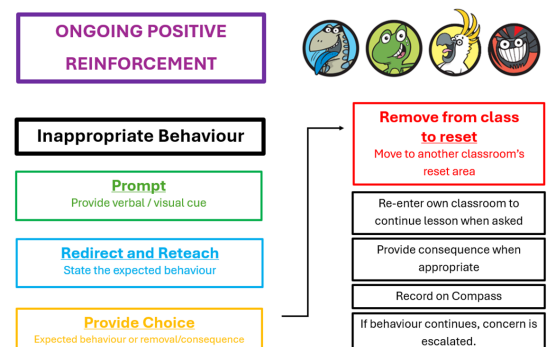 ONGOING POSITIVE
REINFORCEMENT
Inappropriate Behaviour
Prompt
Provide verbal / visual cue
Redirect and Reteach
State the expected behaviour
Provide Choice
Expected behaviour or removal/consequence
Remove from class
to reset
Move to another classroom's
reset area
Re-enter own classroom to
continue lesson when asked
Provide consequence when
appropriate
Record on Compass
If behaviour continues, concern is
escalated.